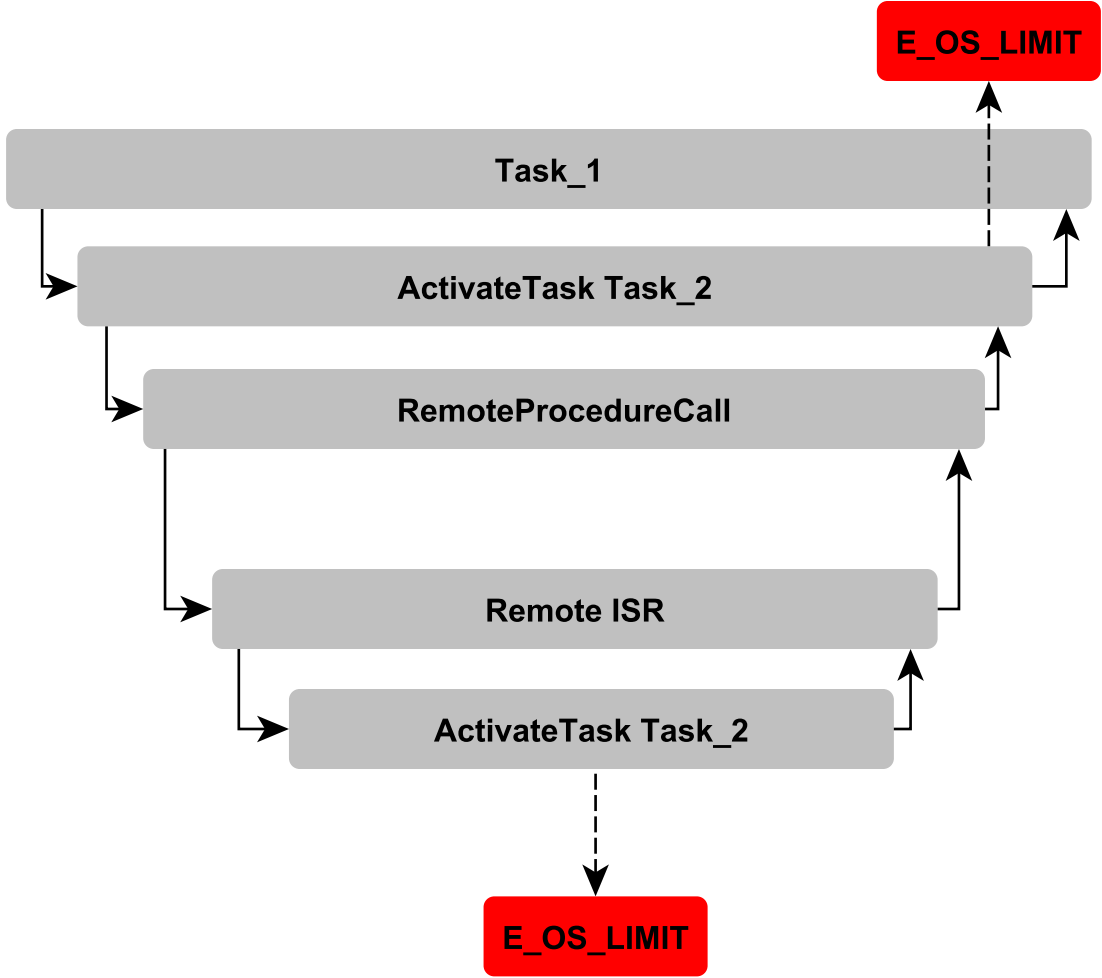 E_OS_LIMIT
Task_1
ActivateTask Task_2
RemoteProcedureCall
Remote ISR
ActivateTask Task_2
E_OS_LIMIT